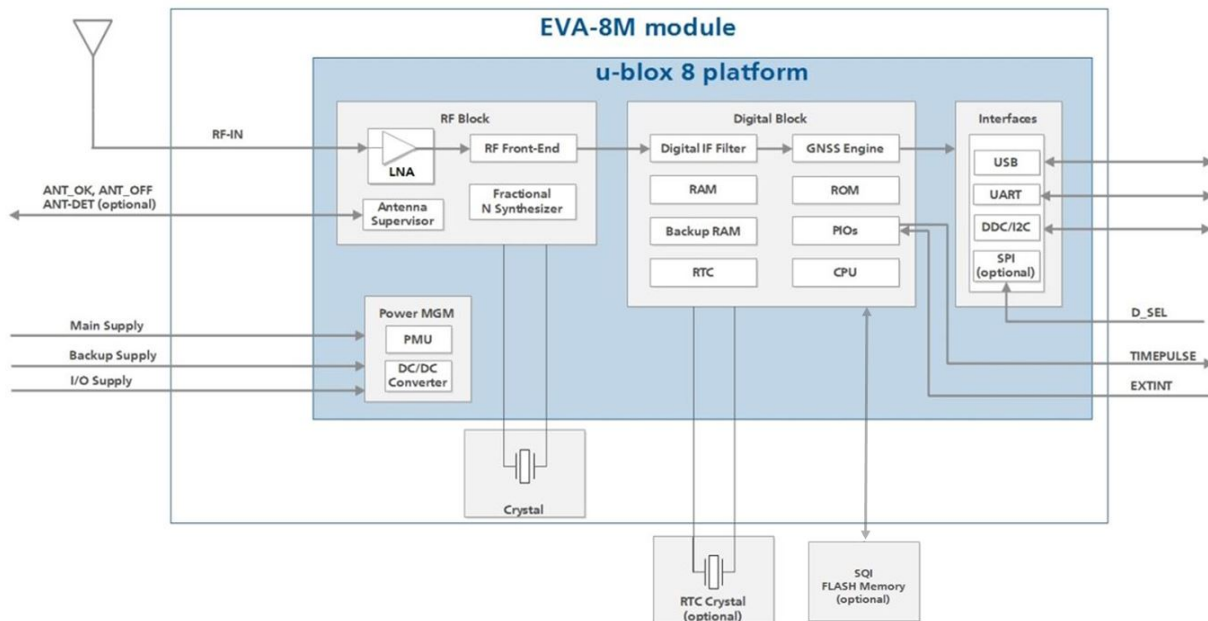 EVA-8M module
u-blox 8 platform
RF Block
Digital Block
Interfaces
RF-IN
LNA
RF Front-End
Digital IF Filter
GNSS Engine
USB
ANT_OK, ANT_OFF
ANT-DET (optional)
Antenna
Supervisor
Fractional
N Synthesizer
RAM
ROM
UART
Backup RAM
PIOs
DDC/I2C
RTC
CPU
SPI
(optional)
Power MGM
Main Supply
PMU
D_SEL
Backup Supply
DC/DC
Converter
TIMEPULSE
I/O Supply
EXTINT
Crystal
RTC Crystal
(optional)
SQI
FLASH Memory
(optional)